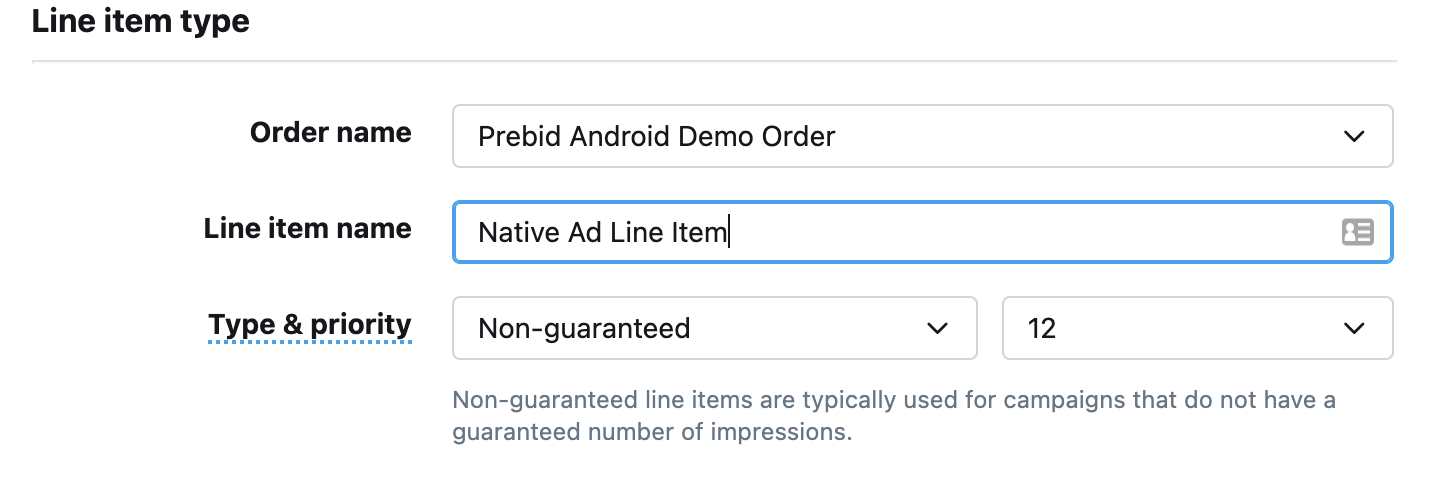 Line item type
Order name
Prebid Android Demo Order
Line item name
Native Ad Line Item
Type & priority
Non-guaranteed
12
Non-guaranteed line items are typically used for campaigns that do not have a
guaranteed number of impressions.